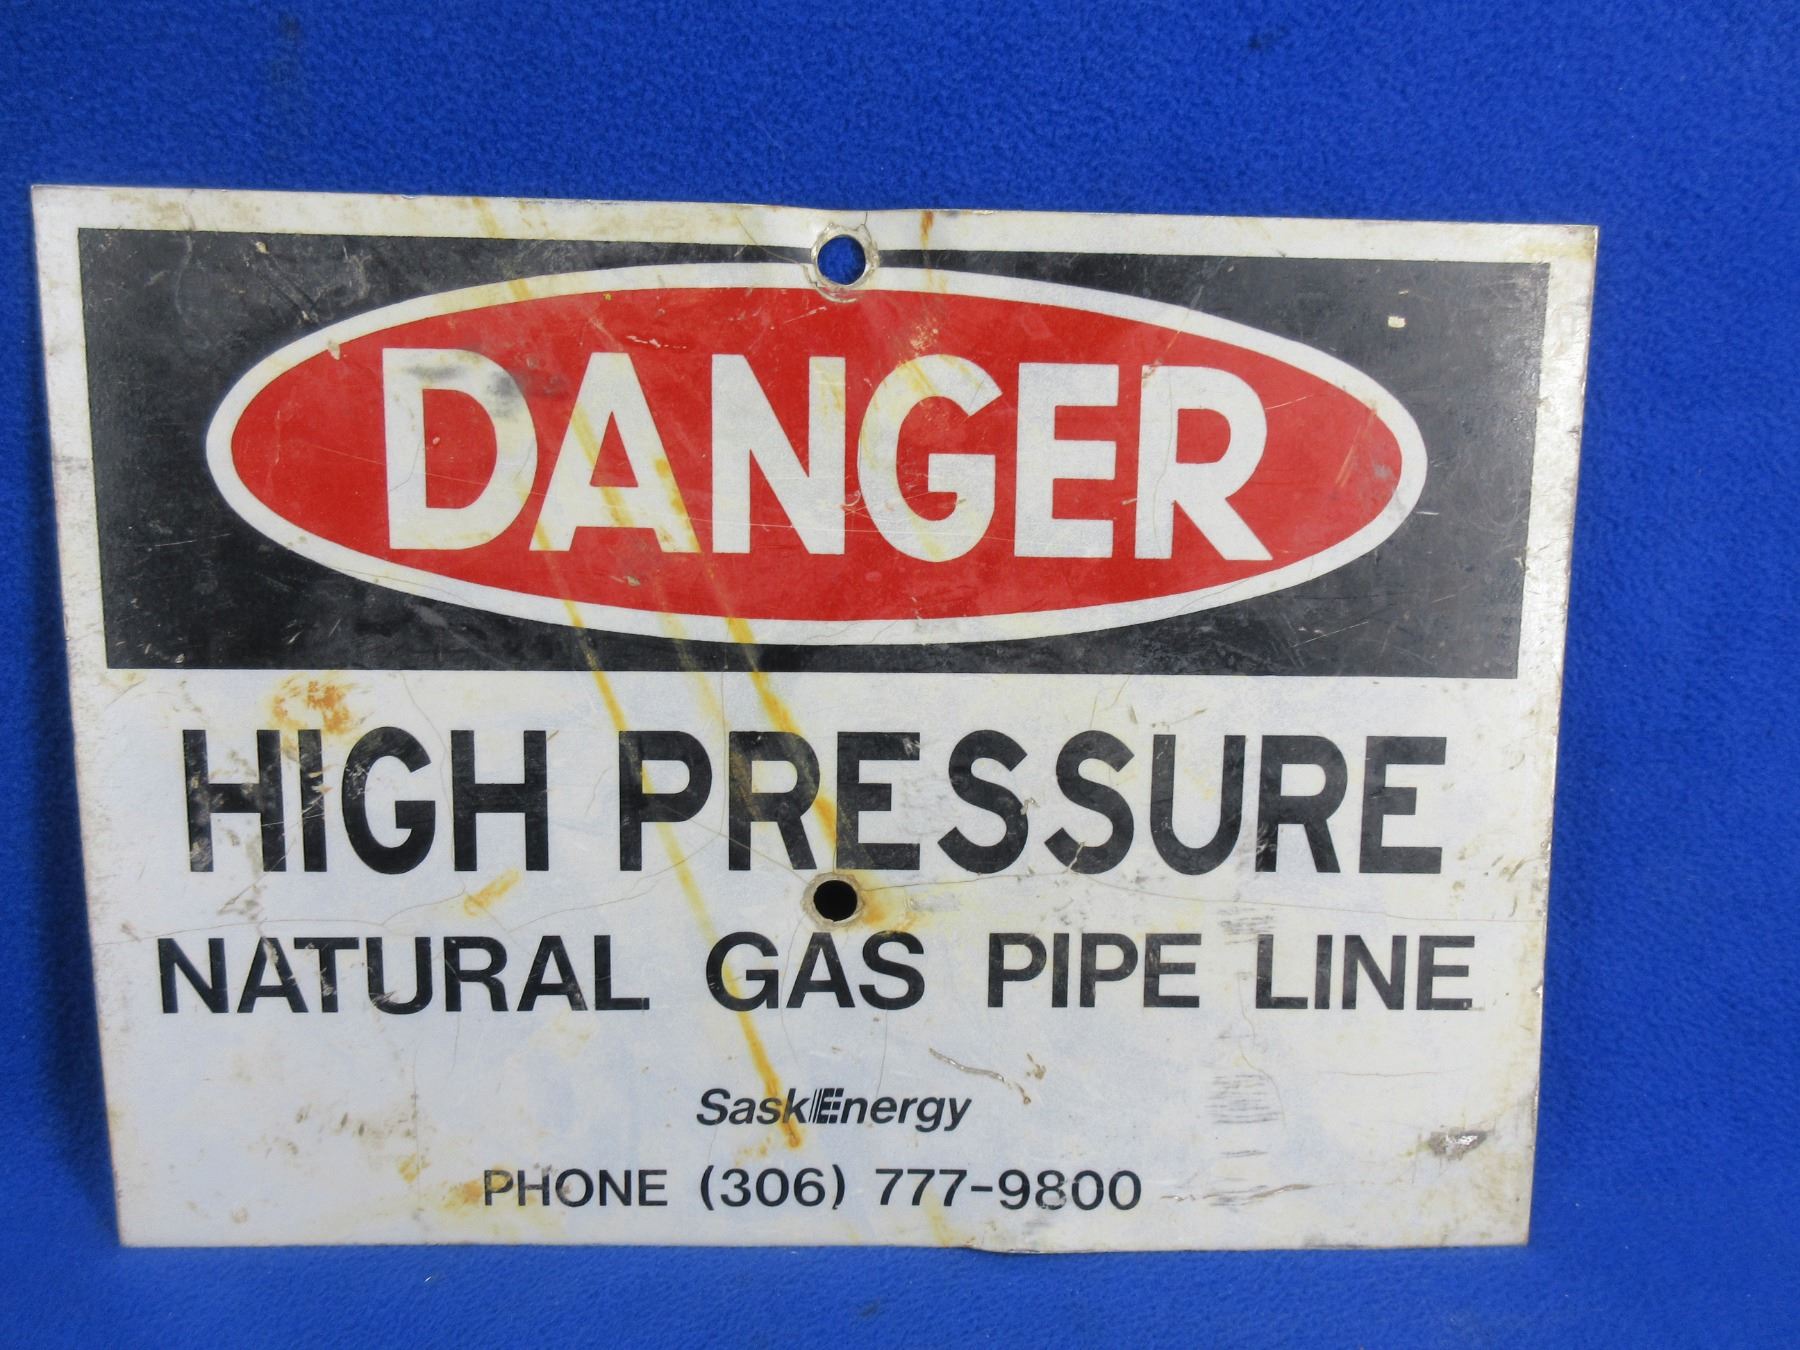 DANGER
HIGH PRESSURE
NATURAL GAS PIPE LINE
SaskEnergy
PHONE (306) 777-9800